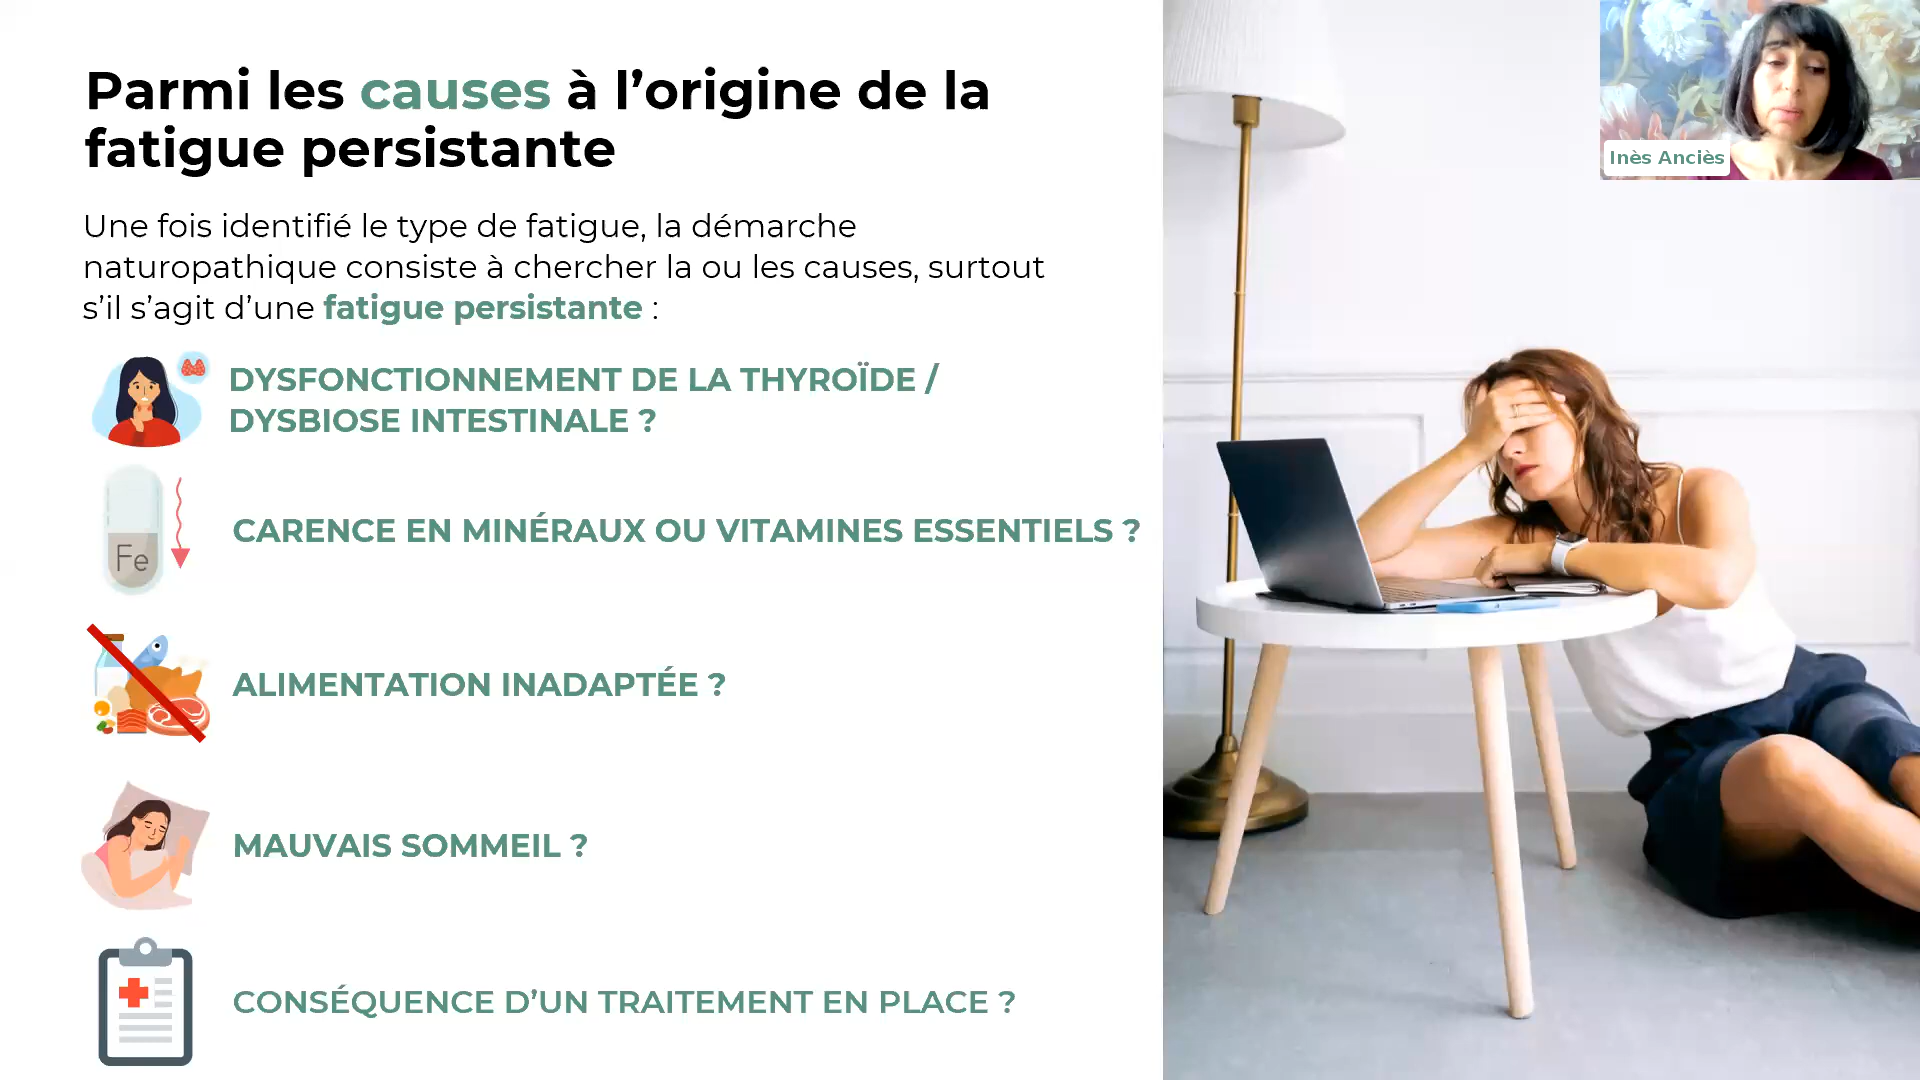 Parmi les causes à l’origine de la
fatigue persistante
Une fois identifié le type de fatigue, la démarche
naturopathique consiste à chercher la ou les causes, surtout
s’il s’agit d’une fatigue persistante :
DYSFONCTIONNEMENT DE LA THYROÏDE /
DYSBIOSE INTESTINALE ?
Fe
CARENCE EN MINÉRAUX OU VITAMINES ESSENTIELS ?
ALIMENTATION INADAPTÉE ?
MAUVAIS SOMMEIL ?
CONSÉQUENCE D’UN TRAITEMENT EN PLACE ?
Inès Anciès